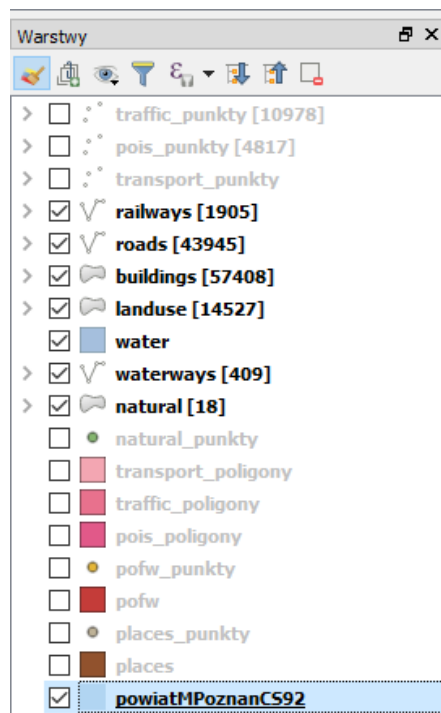 Warstwy
traffic_punkty [10978]
pois_punkty [4817]
transport_punkty
railways [1905]
roads [43945]
buildings [57408]
landuse [14527]
water
waterways [409]
natural [18]
natural_punkty
transport_poligony
traffic_poligony
pois_poligony
pofw_punkty
pofw
places_punkty
places
powiatMPoznanCS92